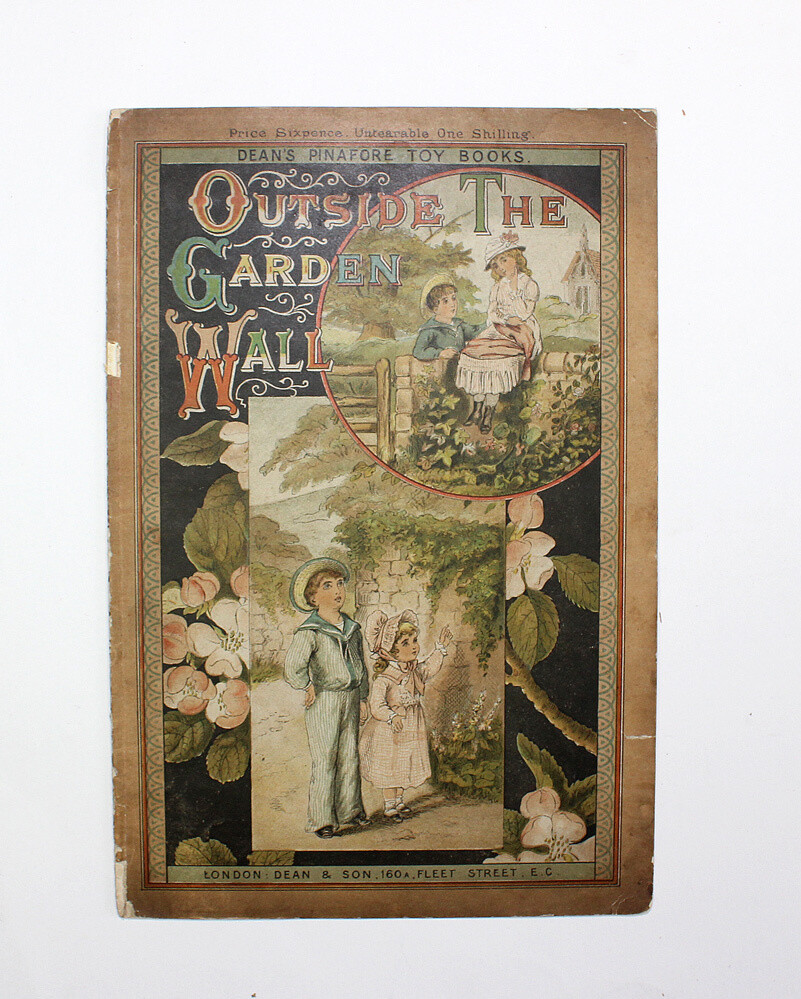 Price Sixpence. Untearable One Shilling.
DEAN'S PINAFORE TOY BOOKS.
OUTSIDE THE
GARDEN
WALL
LONDON: DEAN & SON, 160A, FLEET STREET, E.C.